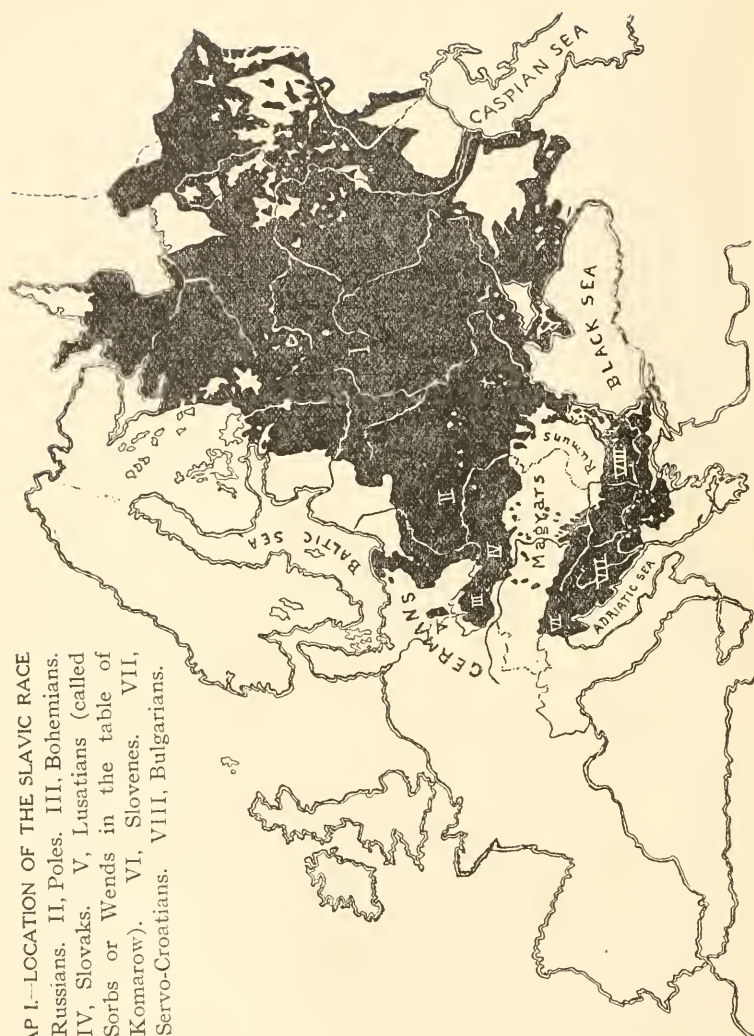 AP I.—LOCATION OF THE SLAVIC RACE
Russians. II, Poles. III, Bohemians.
IV, Slovaks. V, Lusatians (called
Sorbs or Wends in the table of
Komarow). VI, Slovenes. VII,
Servo-Croatians. VIII, Bulgarians.
CASPIAN SEA
BLACK SEA
BALTIC SEA
ADRIATIC SEA
GERMANS
Magyars
Rumuns
I
II
III
IV
V
VI
VII
VIII